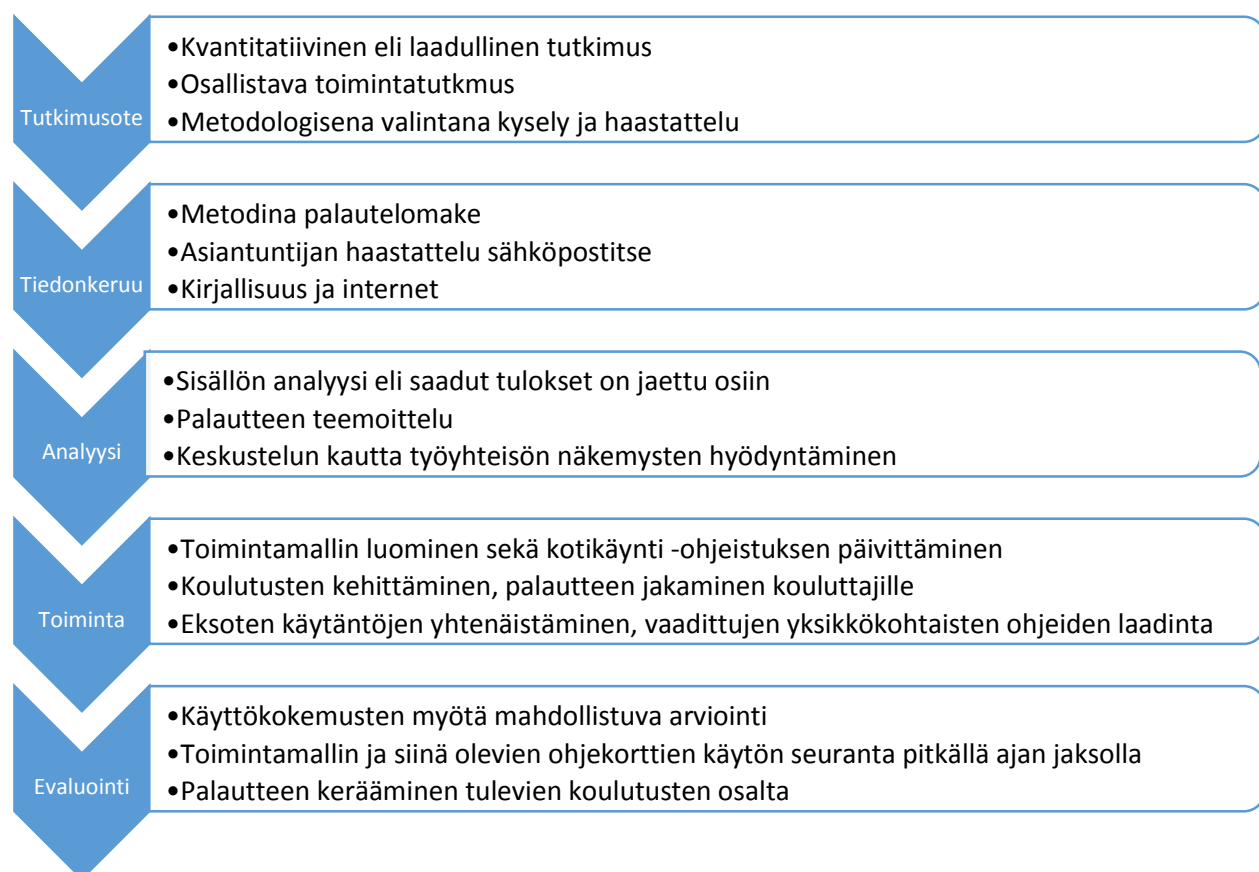 Tutkimusote
•Kvantitatiivinen eli laadullinen tutkimus
•Osallistava toimintatutkmus
•Metodologisena valintana kysely ja haastattelu
Tiedonkeruu
•Metodina palautelomake
•Asiantuntijan haastattelu sähköpostitse
•Kirjallisuus ja internet
Analyysi
•Sisällön analyysi eli saadut tulokset on jaettu osiin
•Palautteen teemoittelu
•Keskustelun kautta työyhteisön näkemysten hyödyntäminen
Toiminta
•Toimintamallin luominen sekä kotikäynti -ohjeistuksen päivittäminen
•Koulutusten kehittäminen, palautteen jakaminen kouluttajille
•Eksoten käytäntöjen yhtenäistäminen, vaadittujen yksikkökohtaisten ohjeiden laadinta
Evaluointi
•Käyttökokemusten myötä mahdollistuva arviointi
•Toimintamallin ja siinä olevien ohjekorttien käytön seuranta pitkällä ajan jaksolla
•Palautteen kerääminen tulevien koulutusten osalta